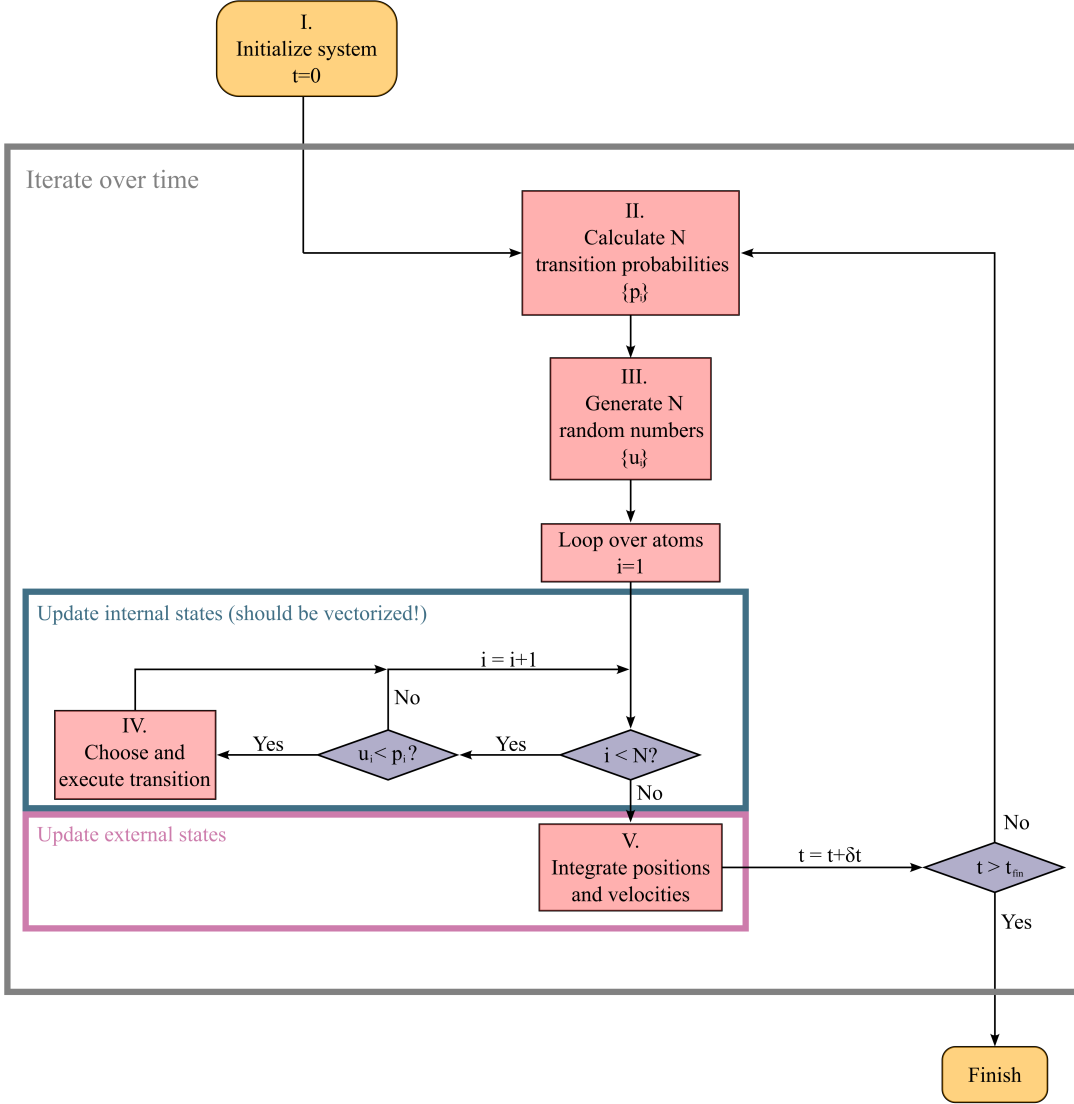 I.
Initialize system
t=0
Iterate over time
II.
Calculate N
transition probabilities
{pᵢ}
III.
Generate N
random numbers
{uᵢ}
Loop over atoms
i=1
Update internal states (should be vectorized!)
i = i+1
No
IV.
Choose and
execute transition
Yes
uᵢ< pᵢ?
Yes
i < N?
No
Update external states
V.
Integrate positions
and velocities
t = t+δt
No
t > t_fin
Yes
Finish